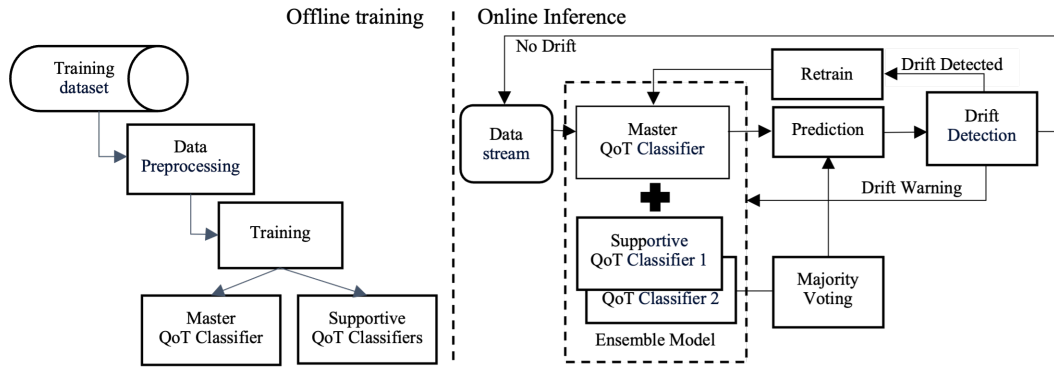 Offline training
Training
dataset
Data
Preprocessing
Training
Master
QoT Classifier
Supportive
QoT Classifiers
Online Inference
No Drift
Data
stream
Master
QoT Classifier
Supportive
QoT Classifier 1
QoT Classifier 2
Ensemble Model
Retrain
Drift Detected
Prediction
Drift
Detection
Drift Warning
Majority
Voting